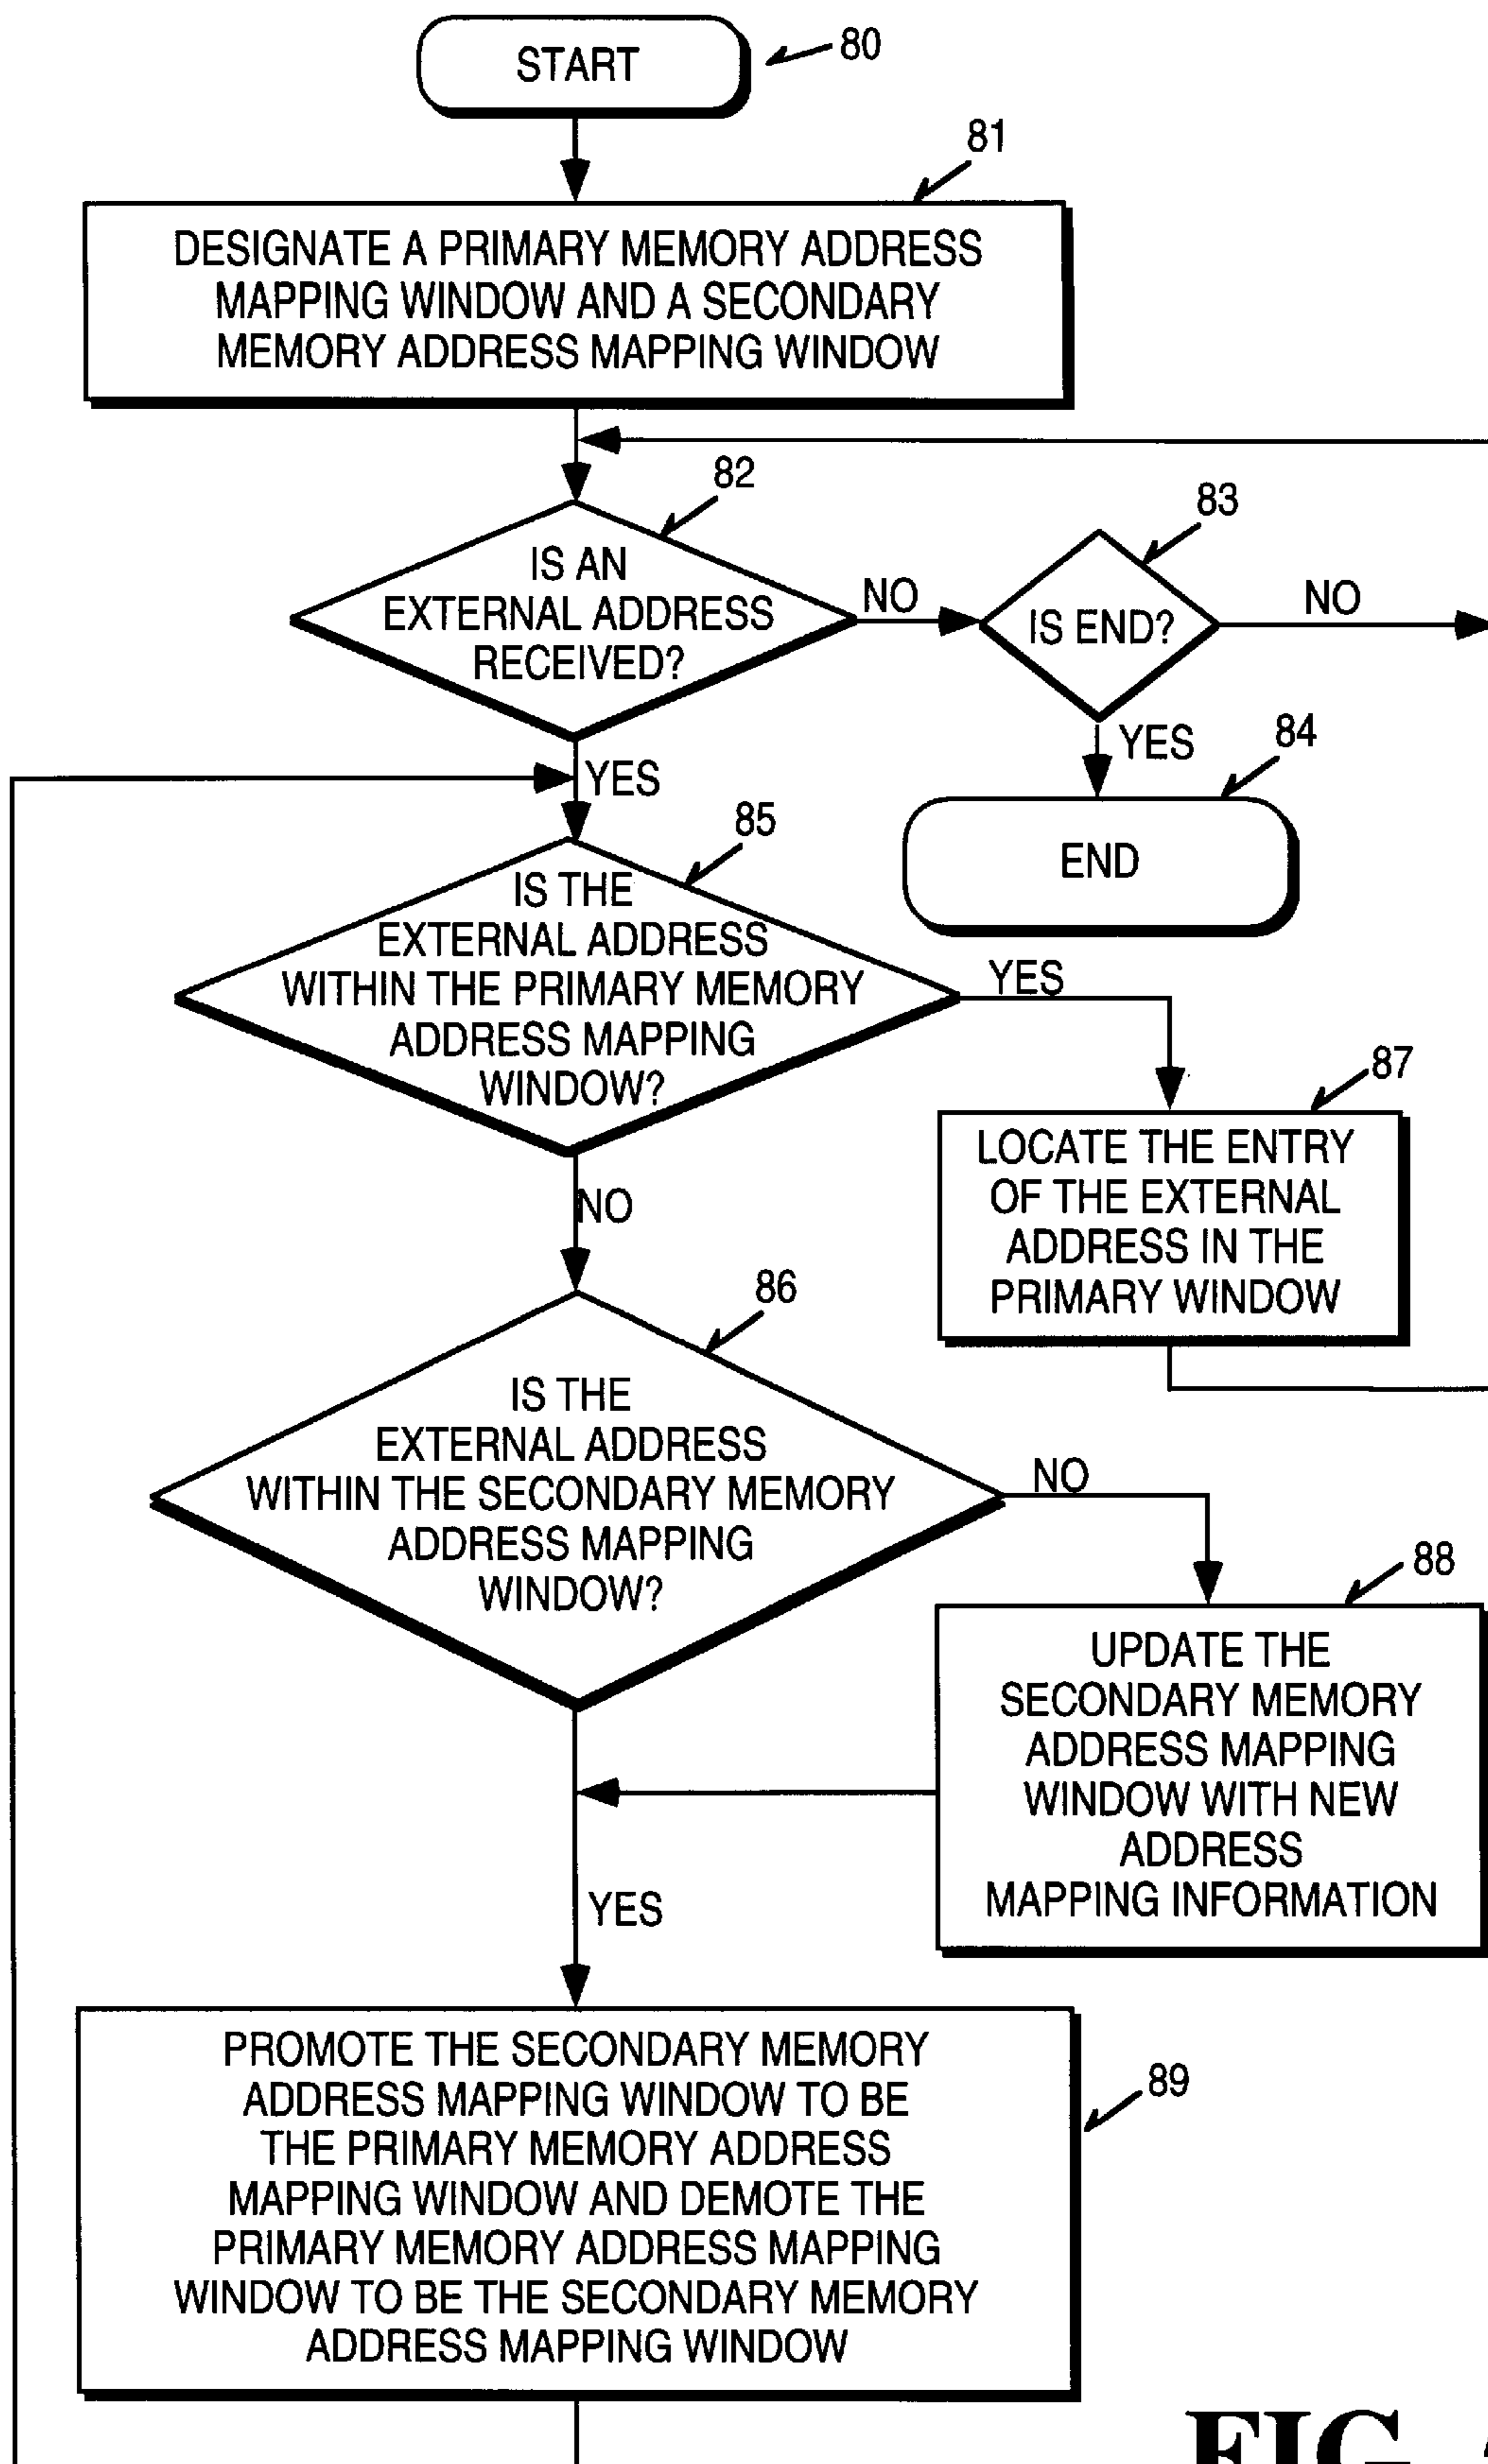 START
80
81
DESIGNATE A PRIMARY MEMORY ADDRESS
MAPPING WINDOW AND A SECONDARY
MEMORY ADDRESS MAPPING WINDOW
82
83
IS AN
EXTERNAL ADDRESS
RECEIVED?
NO
IS END?
NO
YES
YES
84
END
85
IS THE
EXTERNAL ADDRESS
WITHIN THE PRIMARY MEMORY
ADDRESS MAPPING
WINDOW?
YES
87
LOCATE THE ENTRY
OF THE EXTERNAL
ADDRESS IN THE
PRIMARY WINDOW
NO
86
IS THE
EXTERNAL ADDRESS
WITHIN THE SECONDARY MEMORY
ADDRESS MAPPING
WINDOW?
NO
88
UPDATE THE
SECONDARY MEMORY
ADDRESS MAPPING
WINDOW WITH NEW
ADDRESS
MAPPING INFORMATION
YES
PROMOTE THE SECONDARY MEMORY
ADDRESS MAPPING WINDOW TO BE
THE PRIMARY MEMORY ADDRESS
MAPPING WINDOW AND DEMOTE THE
PRIMARY MEMORY ADDRESS MAPPING
WINDOW TO BE THE SECONDARY MEMORY
ADDRESS MAPPING WINDOW
89
FIG.